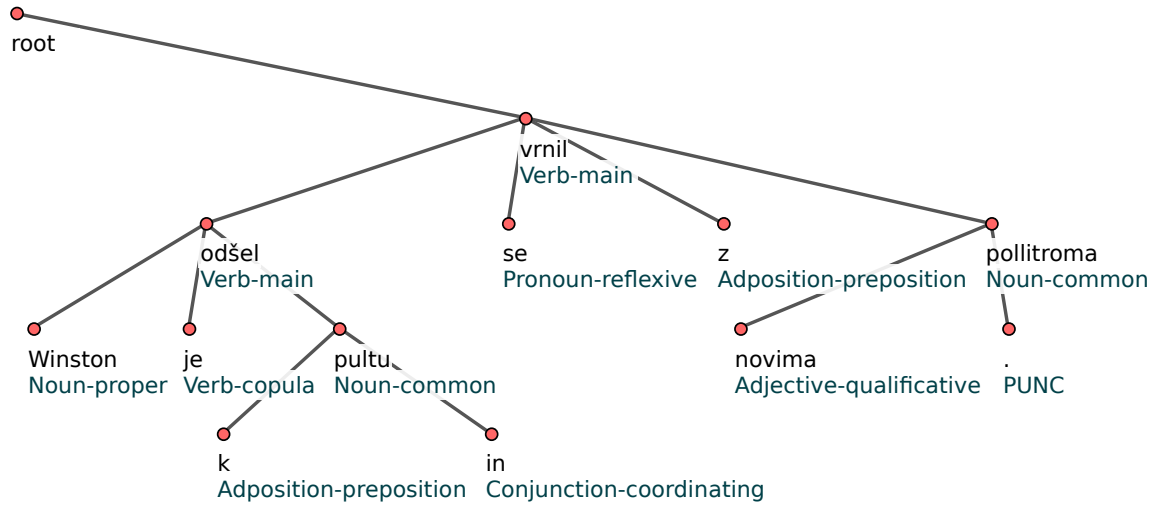 root
vrnil
Verb-main
odšel
Verb-main
se
Pronoun-reflexive
z
Adposition-preposition
pollitroma
Noun-common
Winston
Noun-proper
je
Verb-copula
pultu
Noun-common
novima
Adjective-qualificative
.
PUNC
k
Adposition-preposition
in
Conjunction-coordinating